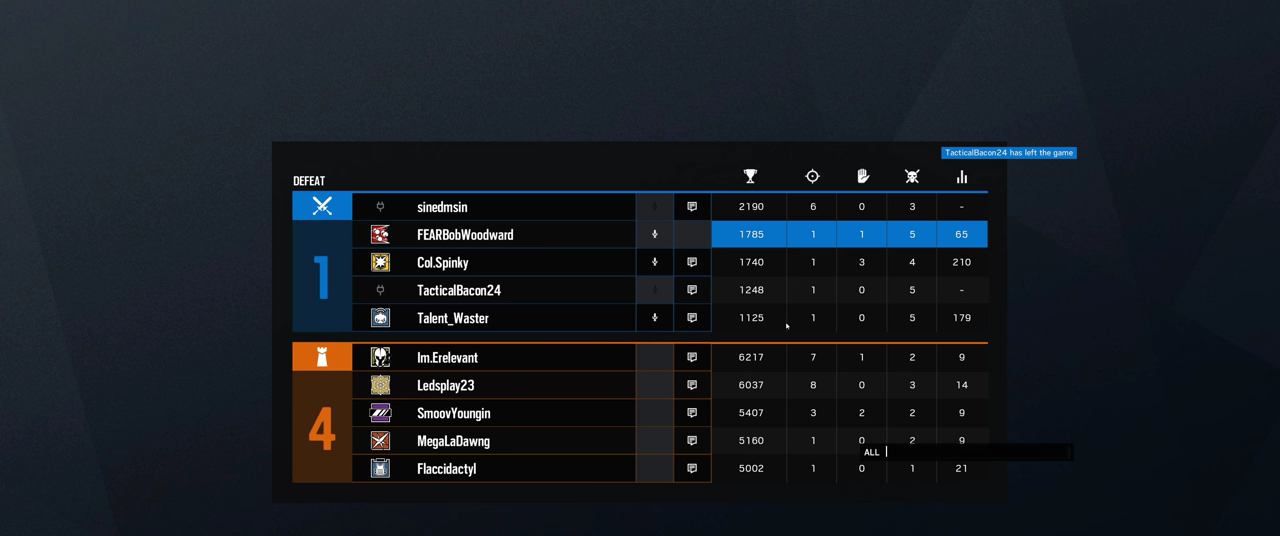 TacticalBacon24 has left the game
DEFEAT
sinedmsin 2190 6 0 3 -
1
FEARBobWoodward 1785 1 1 5 65
Col.Spinky 1740 1 3 4 210
TacticalBacon24 1248 1 0 5 -
Talent_Waster 1125 1 0 5 179
Im.Erelevant 6217 7 1 2 9
4
Ledsplay23 6037 8 0 3 14
SmoovYoungin 5407 3 2 2 9
MegaLaDawng 5160 1 0 2 9
ALL
Flaccidactyl 5002 1 0 1 21